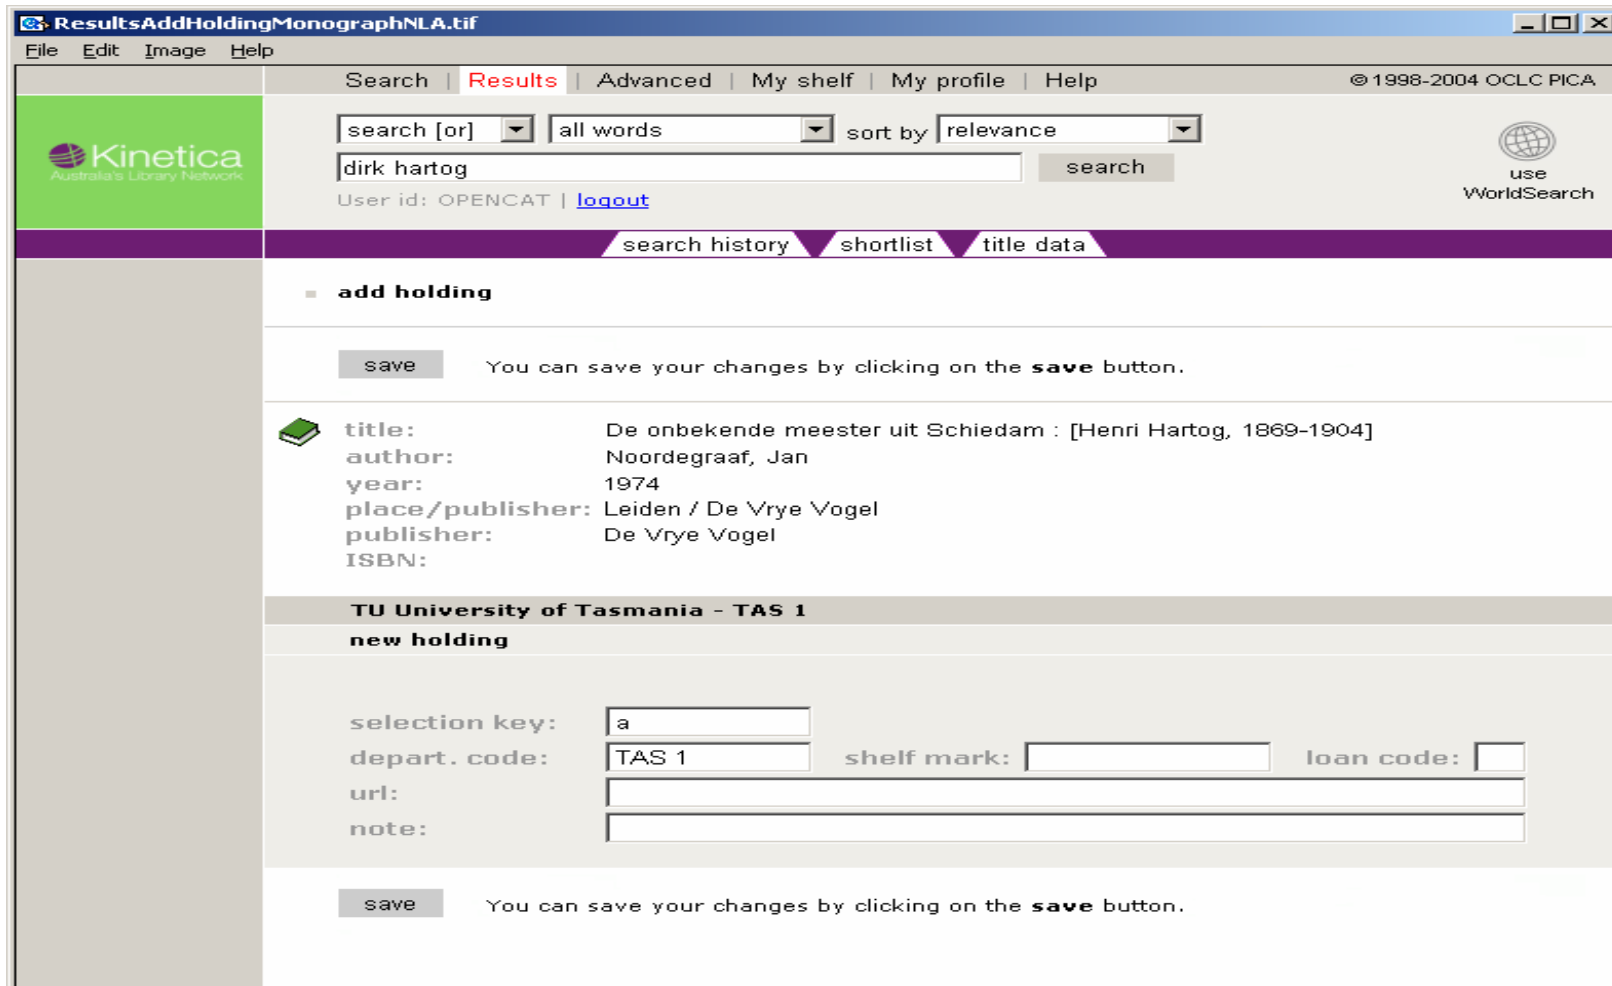 ResultsAddHoldingMonographNLA.tif
File Edit Image Help
Search | Results | Advanced | My shelf | My profile | Help
© 1998-2004 OCLC PICA
Kinetica
Australia's Library Network
search [or] all words sort by relevance
dirk hartog search
User id: OPENCAT | logout
use
WorldSearch
search history shortlist title data
add holding
save You can save your changes by clicking on the save button.
title: De onbekende meester uit Schiedam : [Henri Hartog, 1869-1904]
author: Noordegraaf, Jan
year: 1974
place/publisher: Leiden / De Vrye Vogel
publisher: De Vrye Vogel
ISBN:
TU University of Tasmania - TAS 1
new holding
selection key: a
depart. code: TAS 1 shelf mark: loan code:
url:
note:
save You can save your changes by clicking on the save button.